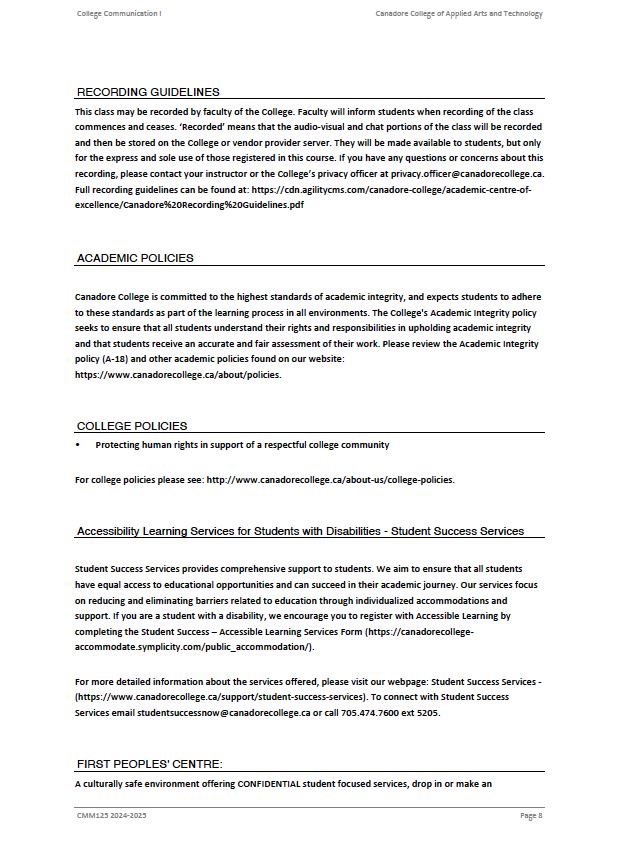 College Communication I
Canadore College of Applied Arts and Technology
RECORDING GUIDELINES
This class may be recorded by faculty of the College. Faculty will inform students when recording of the class
commences and ceases. ‘Recorded’ means that the audio-visual and chat portions of the class will be recorded
and then be stored on the College or vendor provider server. They will be made available to students, but only
for the express and sole use of those registered in this course. If you have any questions or concerns about this
recording, please contact your instructor or the College’s privacy officer at privacy.officer@canadorecollege.ca.
Full recording guidelines can be found at: https://cdn.agilitycms.com/canadore-college/academic-centre-of-
excellence/Canadore%20Recording%20Guidelines.pdf
ACADEMIC POLICIES
Canadore College is committed to the highest standards of academic integrity, and expects students to adhere
to these standards as part of the learning process in all environments. The College's Academic Integrity policy
seeks to ensure that all students understand their rights and responsibilities in upholding academic integrity
and that students receive an accurate and fair assessment of their work. Please review the Academic Integrity
policy (A-18) and other academic policies found on our website:
https://www.canadorecollege.ca/about/policies.
COLLEGE POLICIES
• Protecting human rights in support of a respectful college community
For college policies please see: http://www.canadorecollege.ca/about-us/college-policies.
Accessibility Learning Services for Students with Disabilities - Student Success Services
Student Success Services provides comprehensive support to students. We aim to ensure that all students
have equal access to educational opportunities and can succeed in their academic journey. Our services focus
on reducing and eliminating barriers related to education through individualized accommodations and
support. If you are a student with a disability, we encourage you to register with Accessible Learning by
completing the Student Success – Accessible Learning Services Form (https://canadorecollege-
accommodate.symplicity.com/public_accommodation/).
For more detailed information about the services offered, please visit our webpage: Student Success Services -
(https://www.canadorecollege.ca/support/student-success-services). To connect with Student Success
Services email studentsuccessnow@canadorecollege.ca or call 705.474.7600 ext 5205.
FIRST PEOPLES' CENTRE:
A culturally safe environment offering CONFIDENTIAL student focused services, drop in or make an
CMM125 2024-2025
Page 8